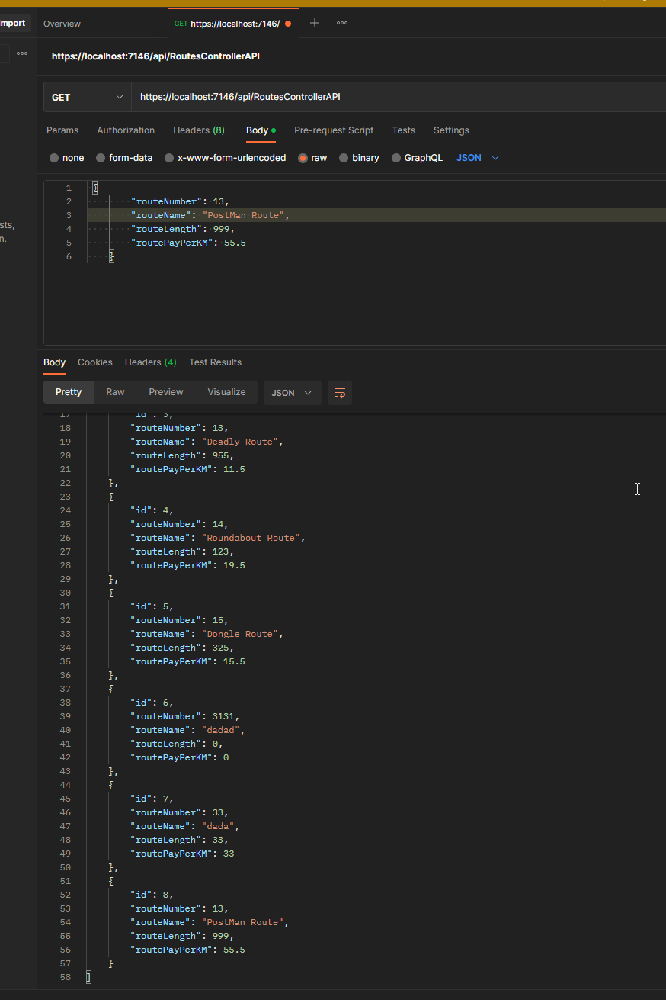 mport
Overview
GET https://localhost:7146/
https://localhost:7146/api/RoutesControllerAPI
GET
https://localhost:7146/api/RoutesControllerAPI
Params Authorization Headers (8) Body Pre-request Script Tests Settings
none form-data x-www-form-urlencoded raw binary GraphQL JSON
sts,
n.
1 {
2 "routeNumber": 13,
3 "routeName": "PostMan Route",
4 "routeLength": 999,
5 "routePayPerKM": 55.5
6 }
Body Cookies Headers (4) Test Results
Pretty Raw Preview Visualize JSON
17 "id": 3,
18 "routeNumber": 13,
19 "routeName": "Deadly Route",
20 "routeLength": 955,
21 "routePayPerKM": 11.5
22 },
23 {
24 "id": 4,
25 "routeNumber": 14,
26 "routeName": "Roundabout Route",
27 "routeLength": 123,
28 "routePayPerKM": 19.5
29 },
30 {
31 "id": 5,
32 "routeNumber": 15,
33 "routeName": "Dongle Route",
34 "routeLength": 325,
35 "routePayPerKM": 15.5
36 },
37 {
38 "id": 6,
39 "routeNumber": 3131,
40 "routeName": "dadad",
41 "routeLength": 0,
42 "routePayPerKM": 0
43 },
44 {
45 "id": 7,
46 "routeNumber": 33,
47 "routeName": "dada",
48 "routeLength": 33,
49 "routePayPerKM": 33
50 },
51 {
52 "id": 8,
53 "routeNumber": 13,
54 "routeName": "PostMan Route",
55 "routeLength": 999,
56 "routePayPerKM": 55.5
57 }
58 ]